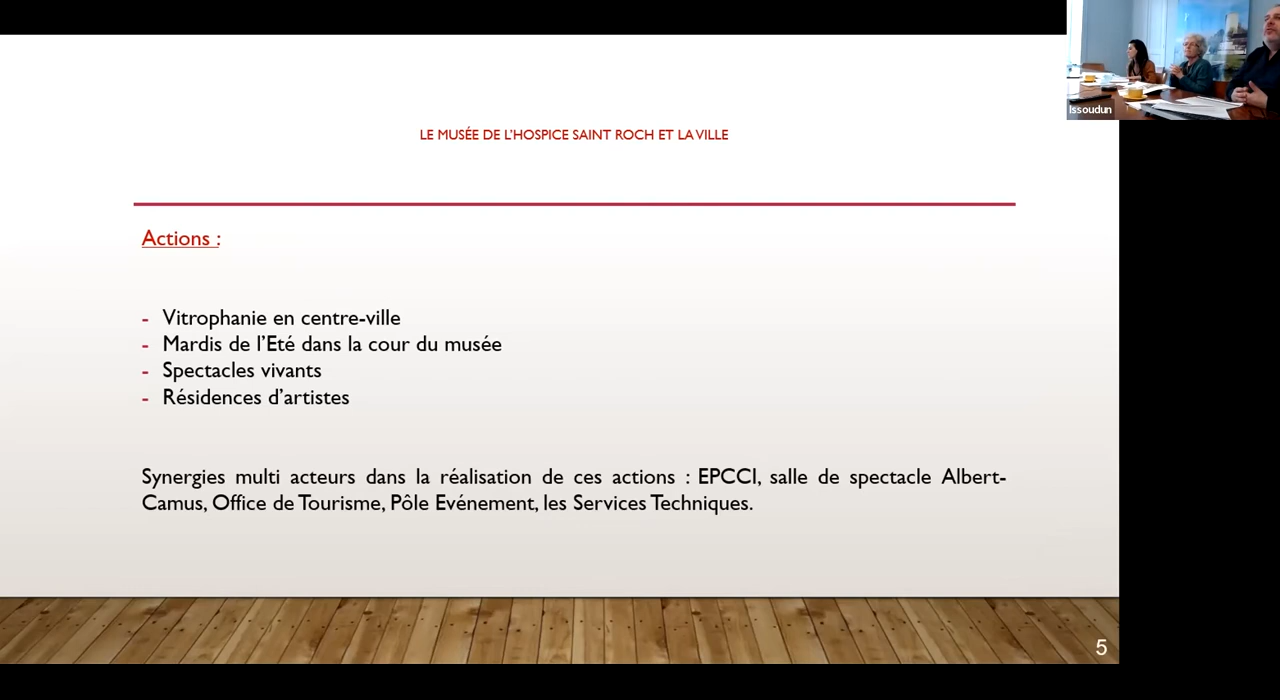 Issoudun
LE MUSÉE DE L'HOSPICE SAINT ROCH ET LA VILLE
Actions :
- Vitrophanie en centre-ville
- Mardis de l'Eté dans la cour du musée
- Spectacles vivants
- Résidences d'artistes
Synergies multi acteurs dans la réalisation de ces actions : EPCCI, salle de spectacle Albert-
Camus, Office de Tourisme, Pôle Evénement, les Services Techniques.
5